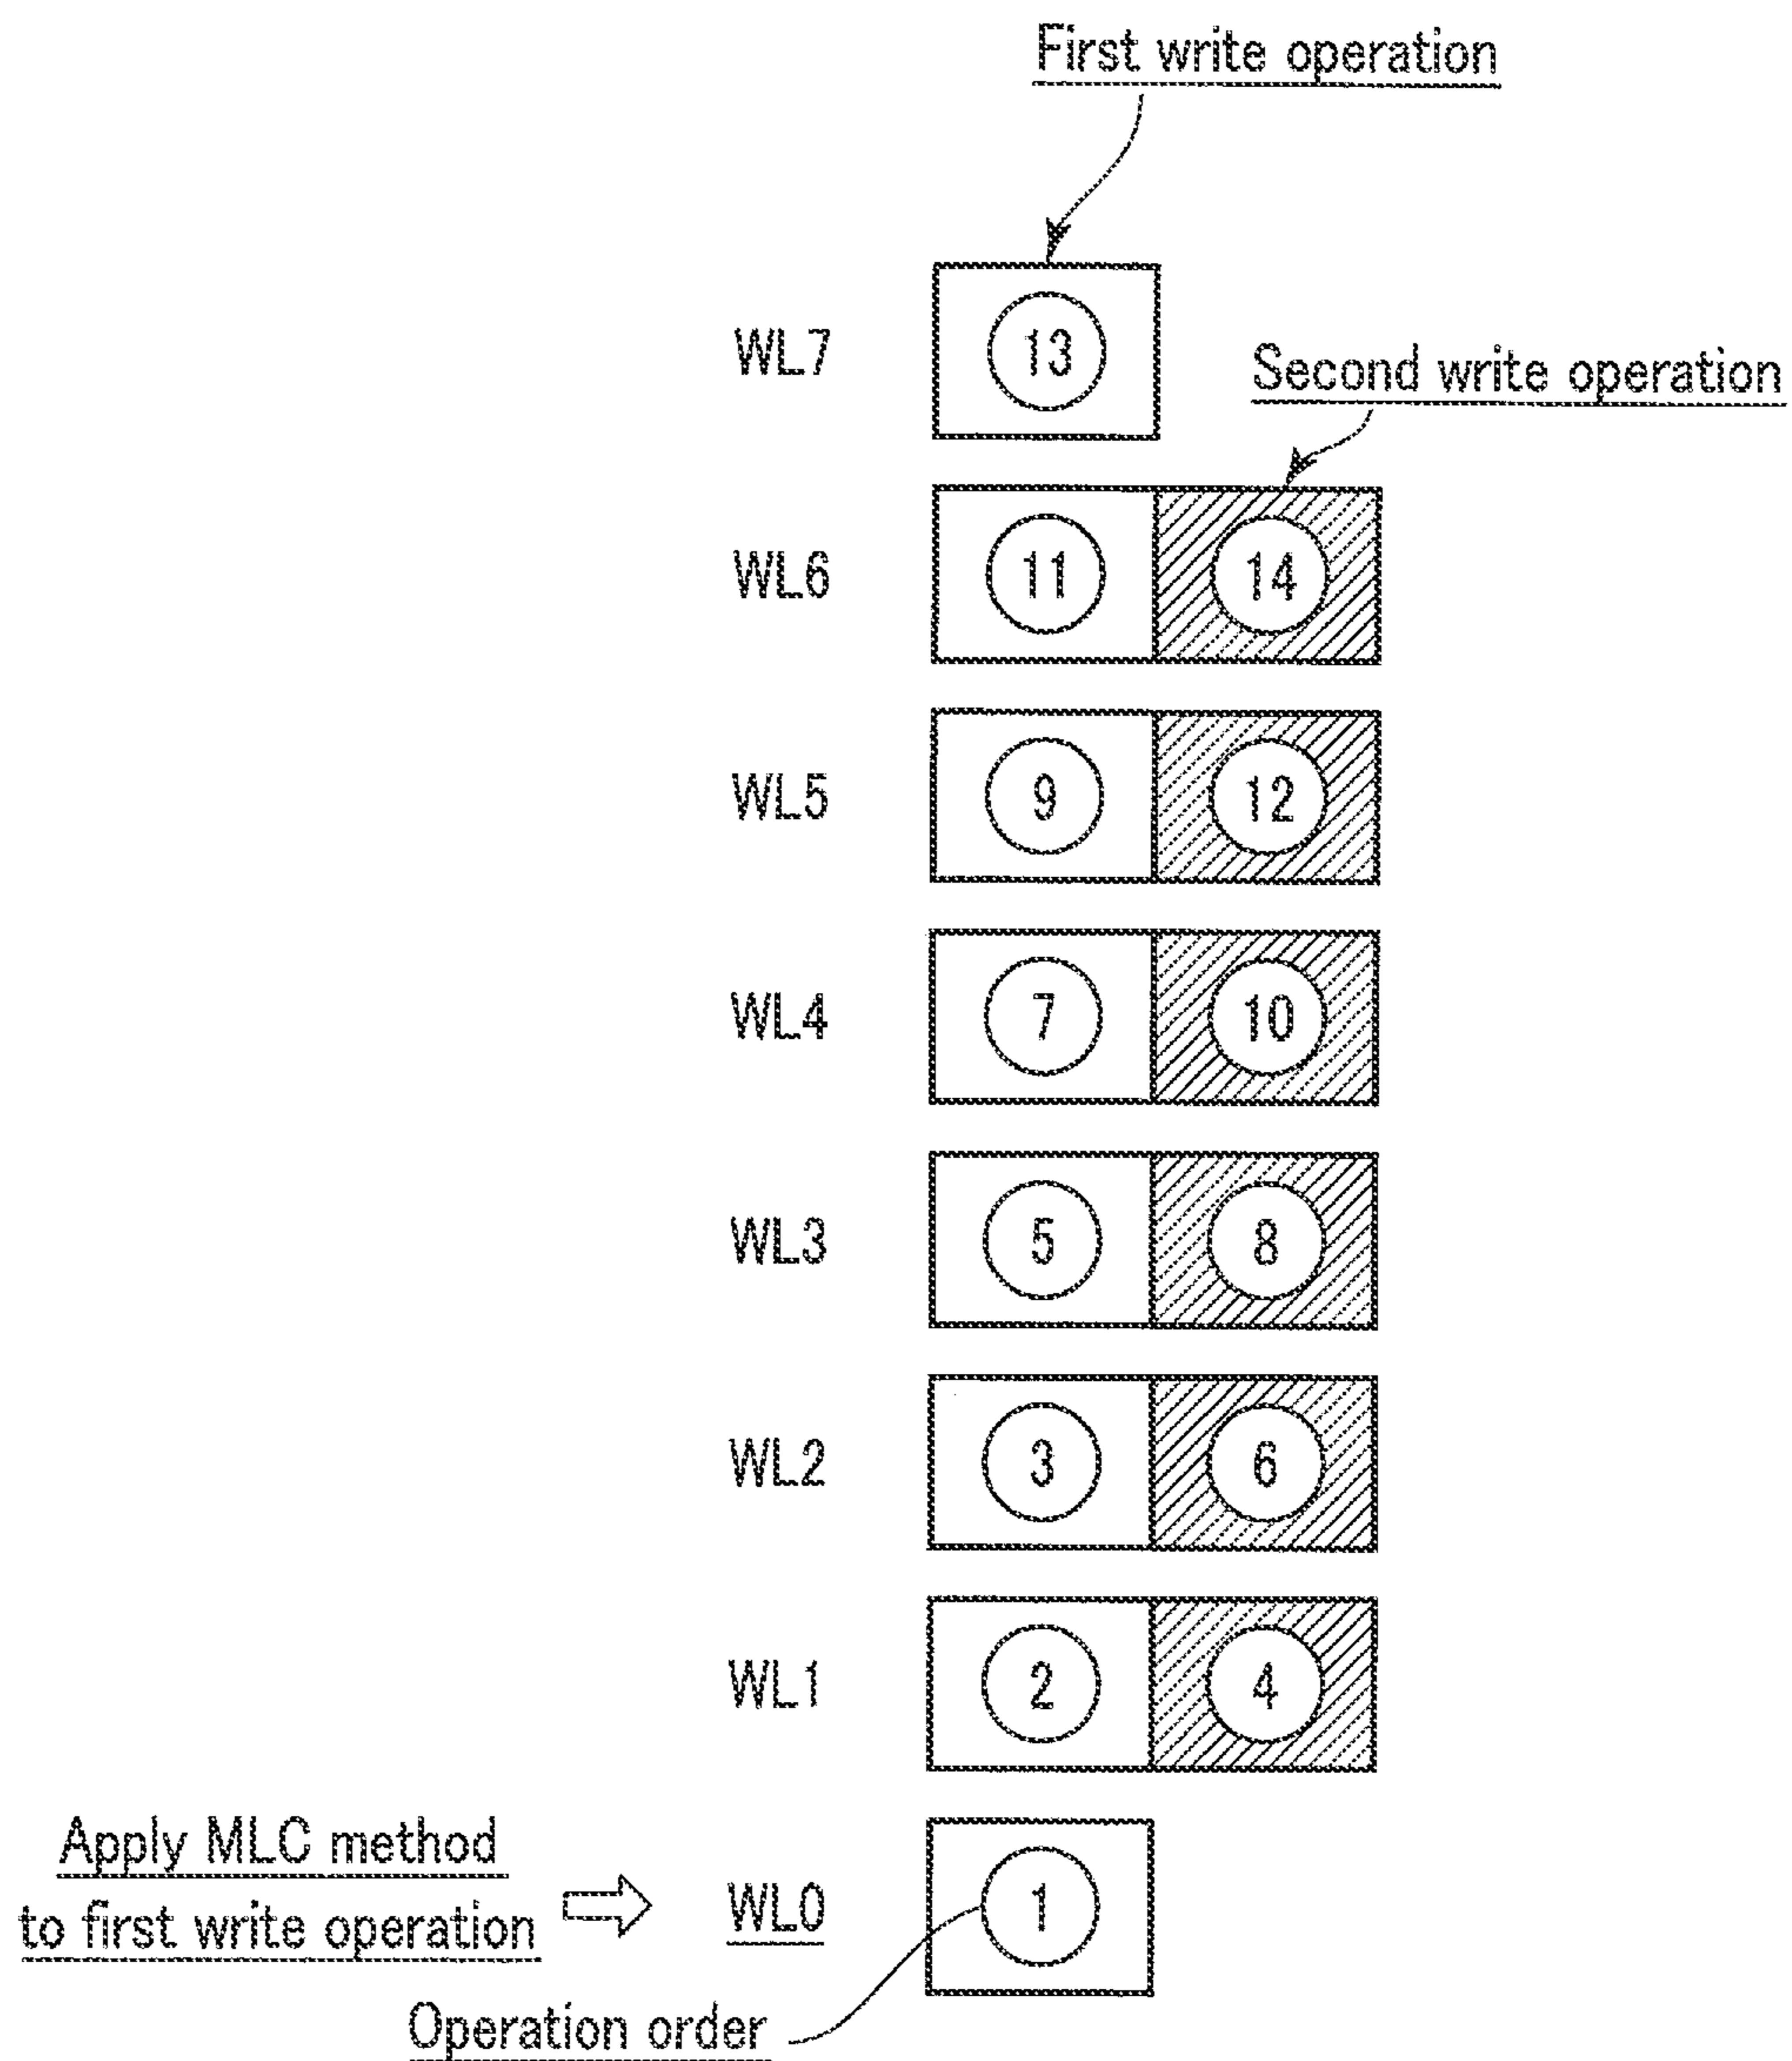 First write operation
WL7 13
Second write operation
WL6 11 14
WL5 9 12
WL4 7 10
WL3 5 8
WL2 3 6
WL1 2 4
Apply MLC method
to first write operation
WL0 1
Operation order